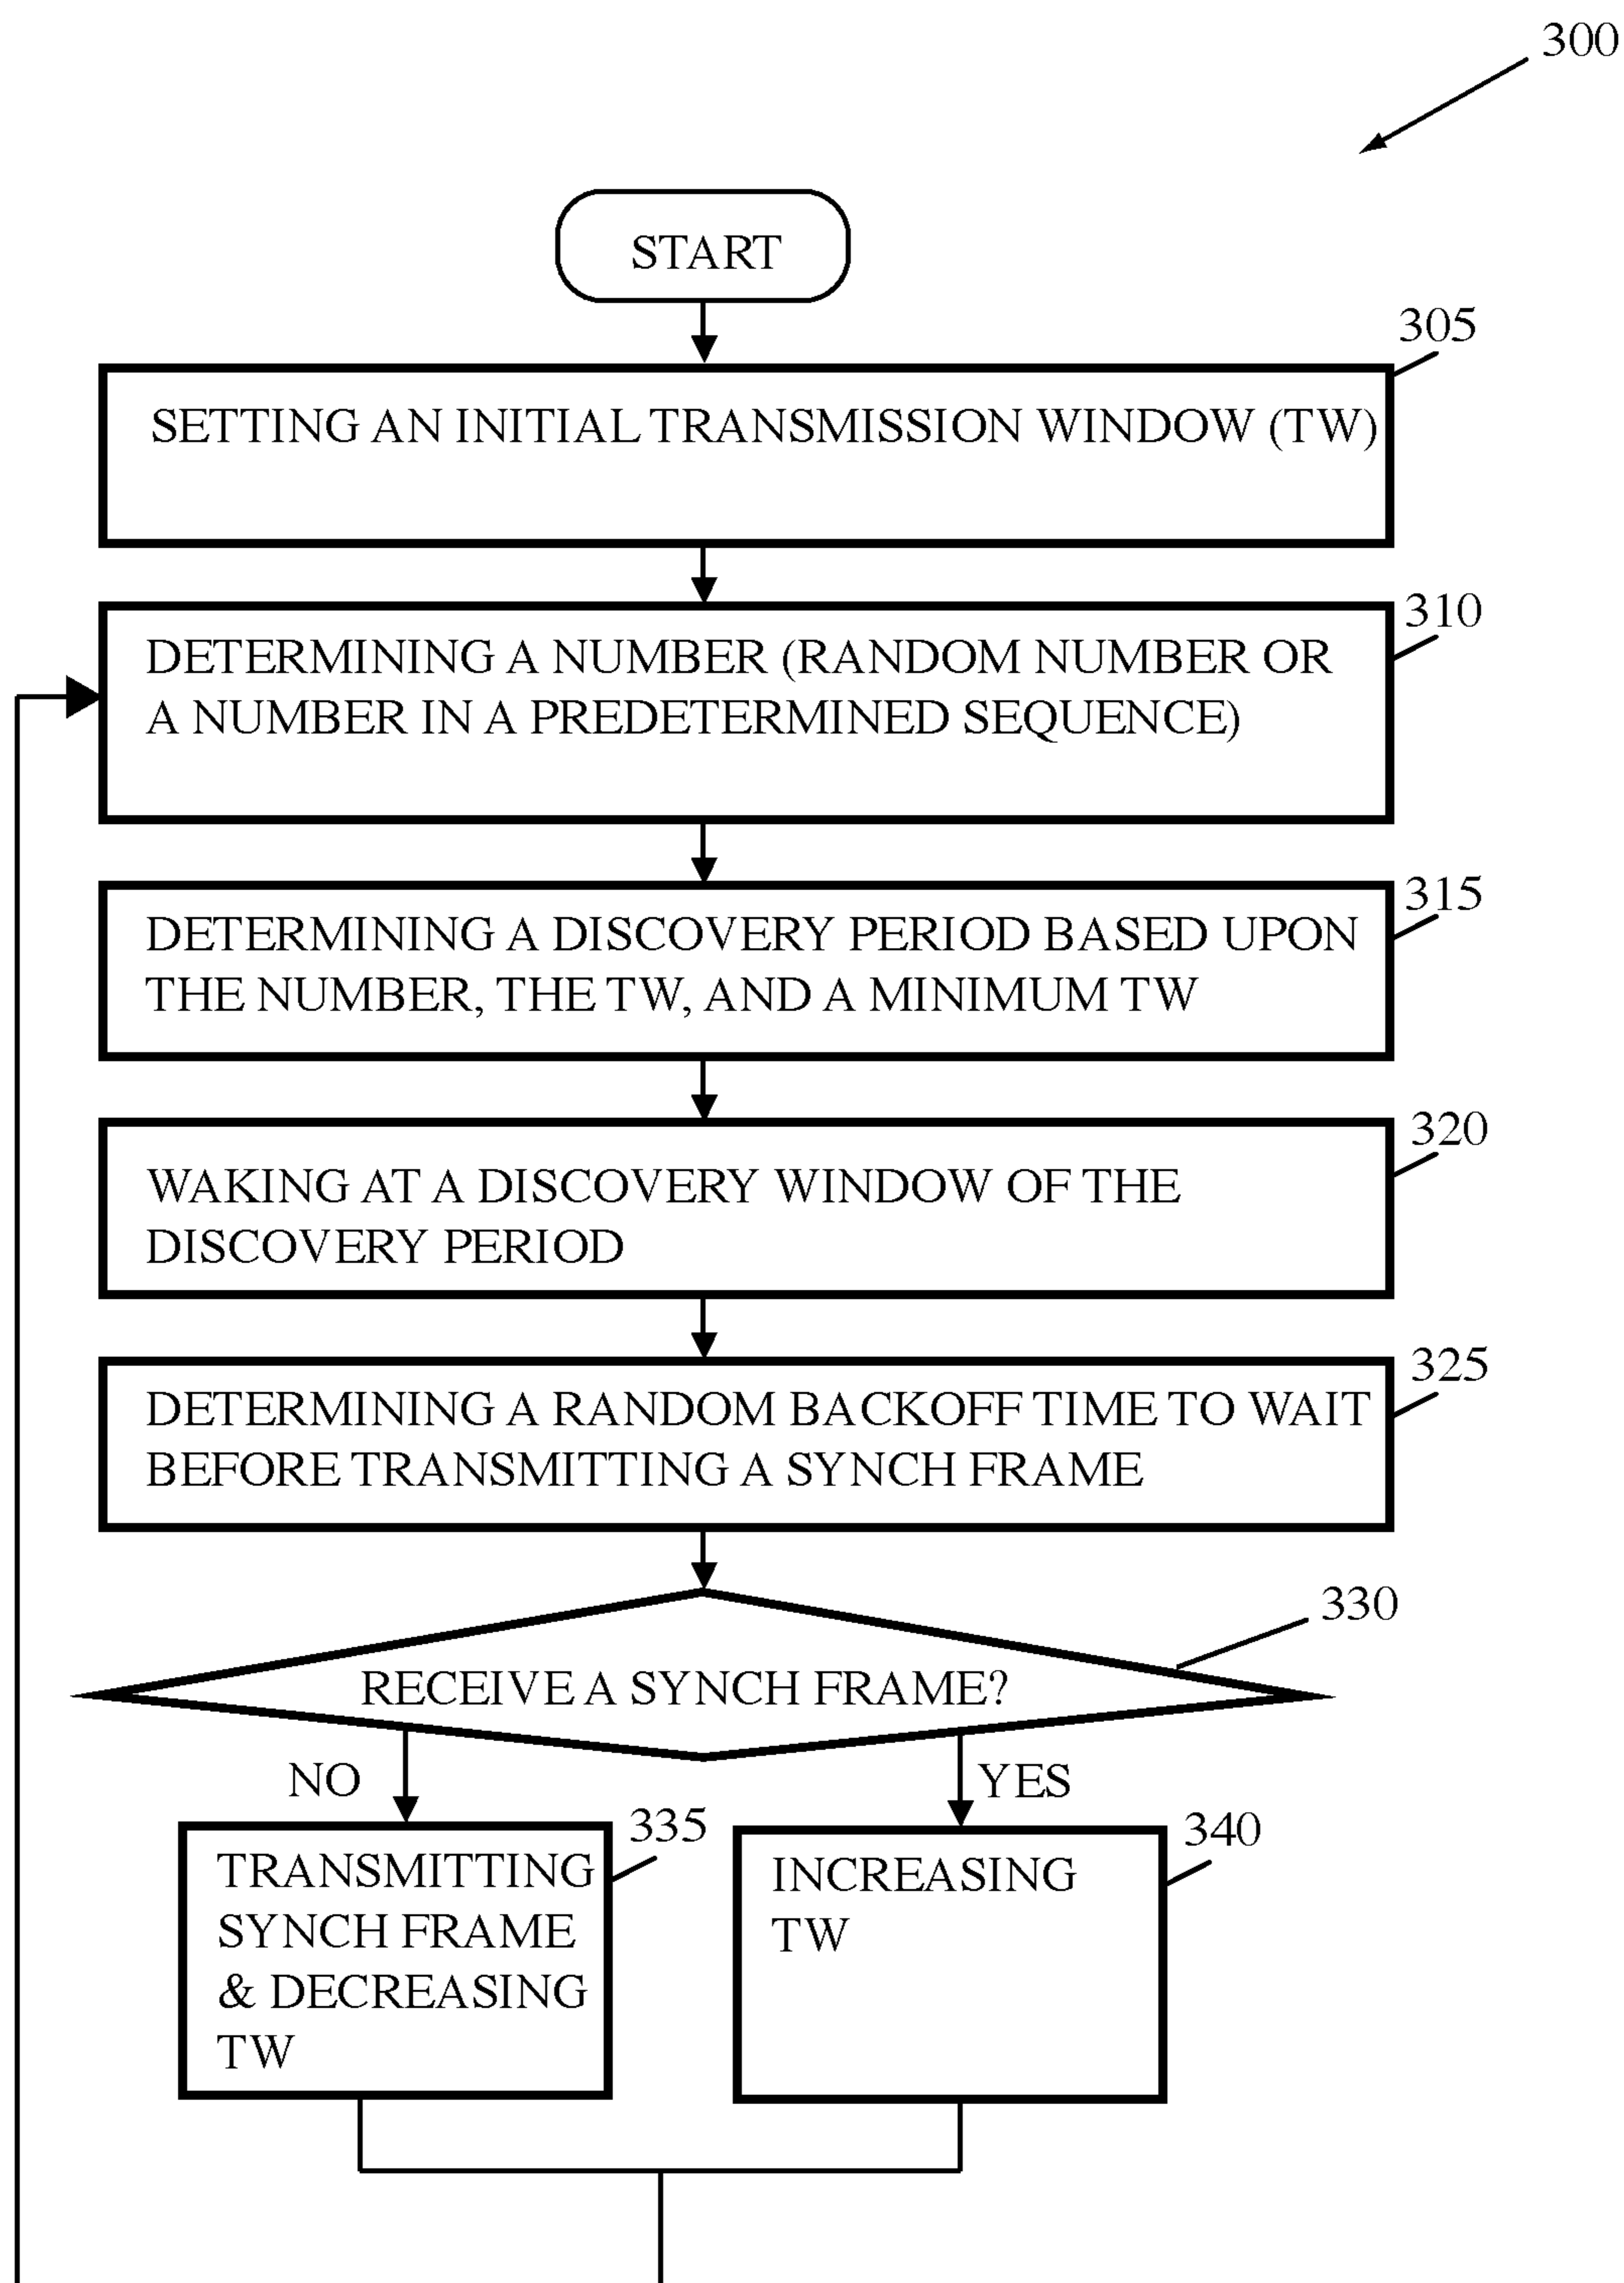 300
START
305
SETTING AN INITIAL TRANSMISSION WINDOW (TW)
310
DETERMINING A NUMBER (RANDOM NUMBER OR
A NUMBER IN A PREDETERMINED SEQUENCE)
315
DETERMINING A DISCOVERY PERIOD BASED UPON
THE NUMBER, THE TW, AND A MINIMUM TW
320
WAKING AT A DISCOVERY WINDOW OF THE
DISCOVERY PERIOD
325
DETERMINING A RANDOM BACKOFF TIME TO WAIT
BEFORE TRANSMITTING A SYNCH FRAME
330
RECEIVE A SYNCH FRAME?
NO
YES
335
TRANSMITTING
SYNCH FRAME
& DECREASING
TW
340
INCREASING
TW